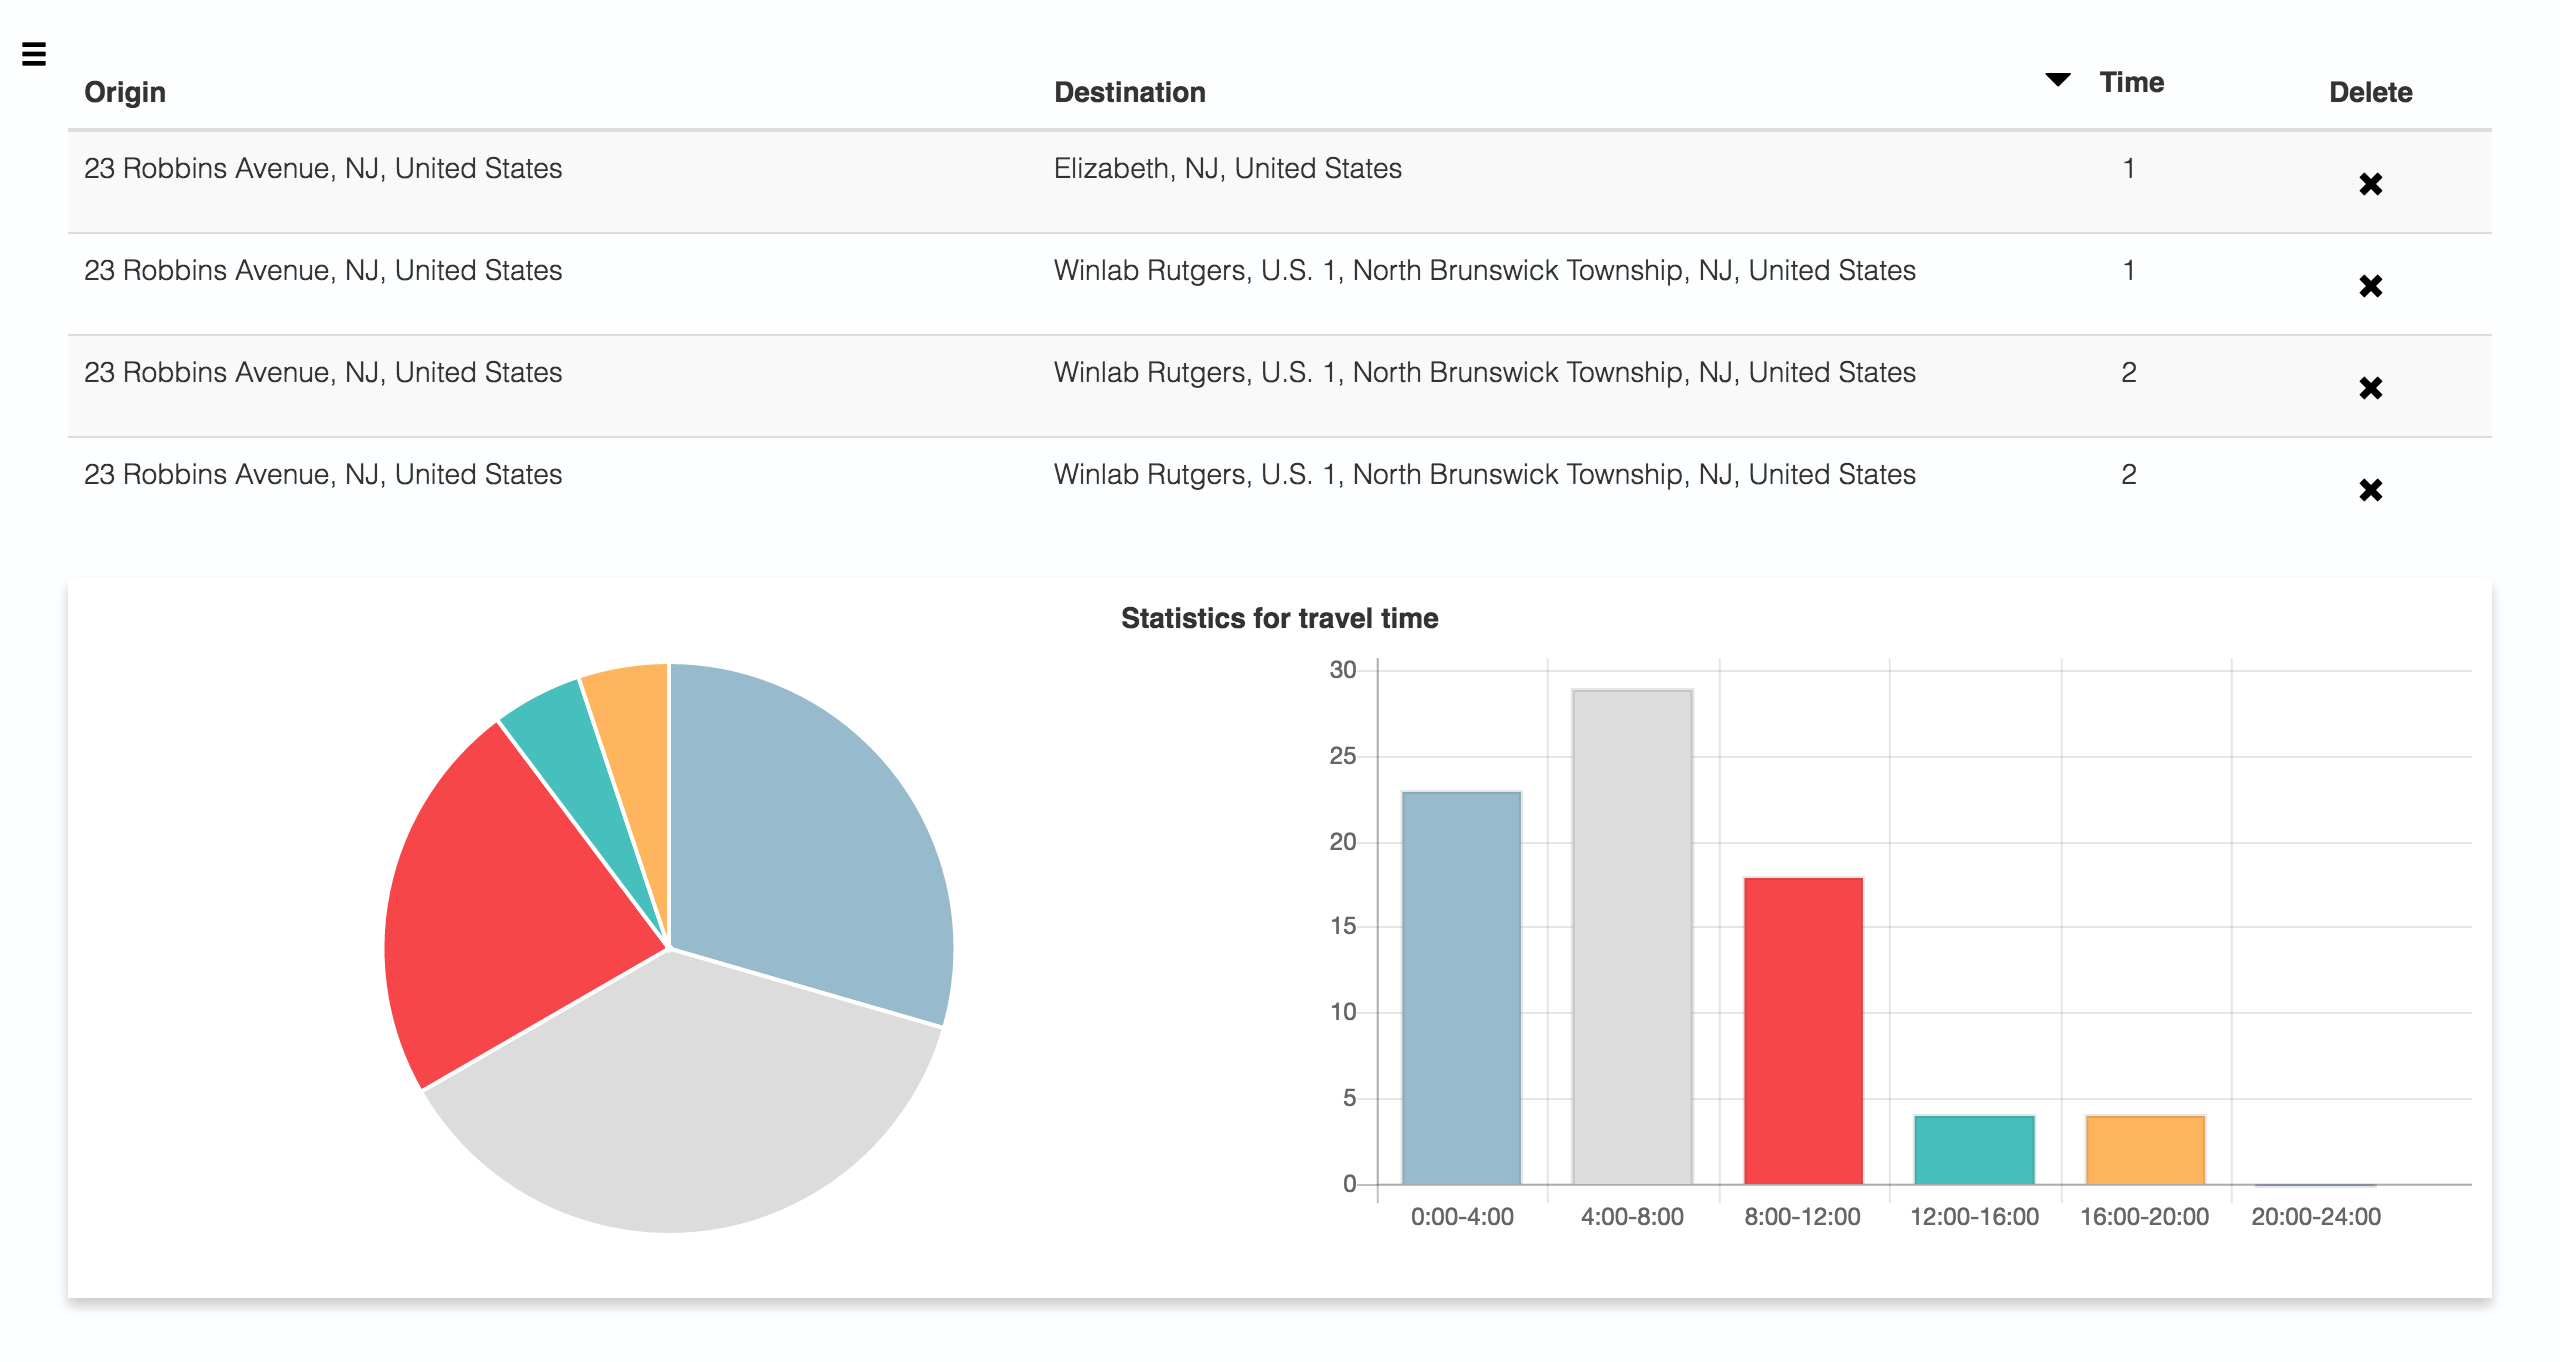 Origin Destination Time Delete
23 Robbins Avenue, NJ, United States Elizabeth, NJ, United States 1
23 Robbins Avenue, NJ, United States Winlab Rutgers, U.S. 1, North Brunswick Township, NJ, United States 1
23 Robbins Avenue, NJ, United States Winlab Rutgers, U.S. 1, North Brunswick Township, NJ, United States 2
23 Robbins Avenue, NJ, United States Winlab Rutgers, U.S. 1, North Brunswick Township, NJ, United States 2
Statistics for travel time
30
25
20
15
10
5
0
0:00-4:00 4:00-8:00 8:00-12:00 12:00-16:00 16:00-20:00 20:00-24:00